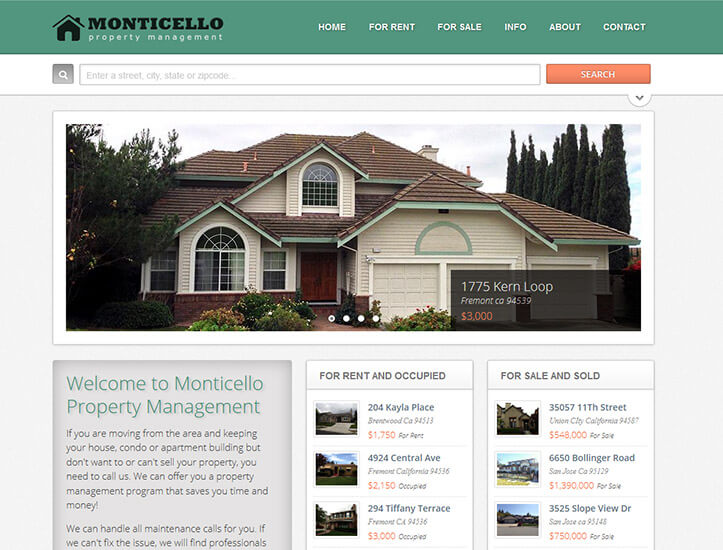 MONTICELLO
property management
HOME FOR RENT FOR SALE INFO ABOUT CONTACT
Enter a street, city, state or zipcode...
SEARCH
1775 Kern Loop
Fremont ca 94539
$3,000
Welcome to Monticello
Property Management
If you are moving from the area and keeping
your house, condo or apartment building but
don't want to or can't sell your property, you
need to call us. We can offer you a property
management program that saves you time and
money!
We can handle all maintenance calls for you. If
we can't fix the issue, we will find professionals
FOR RENT AND OCCUPIED
204 Kayla Place
Brentwood Ca 94513
$1,750 For Rent
4924 Central Ave
Fremont California 94536
$2,150 Occupied
294 Tiffany Terrace
Fremont CA 94536
$3,000 Occupied
FOR SALE AND SOLD
35057 11Th Street
Union CIty California 94587
$548,000 For Sale
6650 Bollinger Road
San Jose Ca 95129
$1,390,000 For Sale
3525 Slope View Dr
San Jose ca 95148
$750,000 For Sale